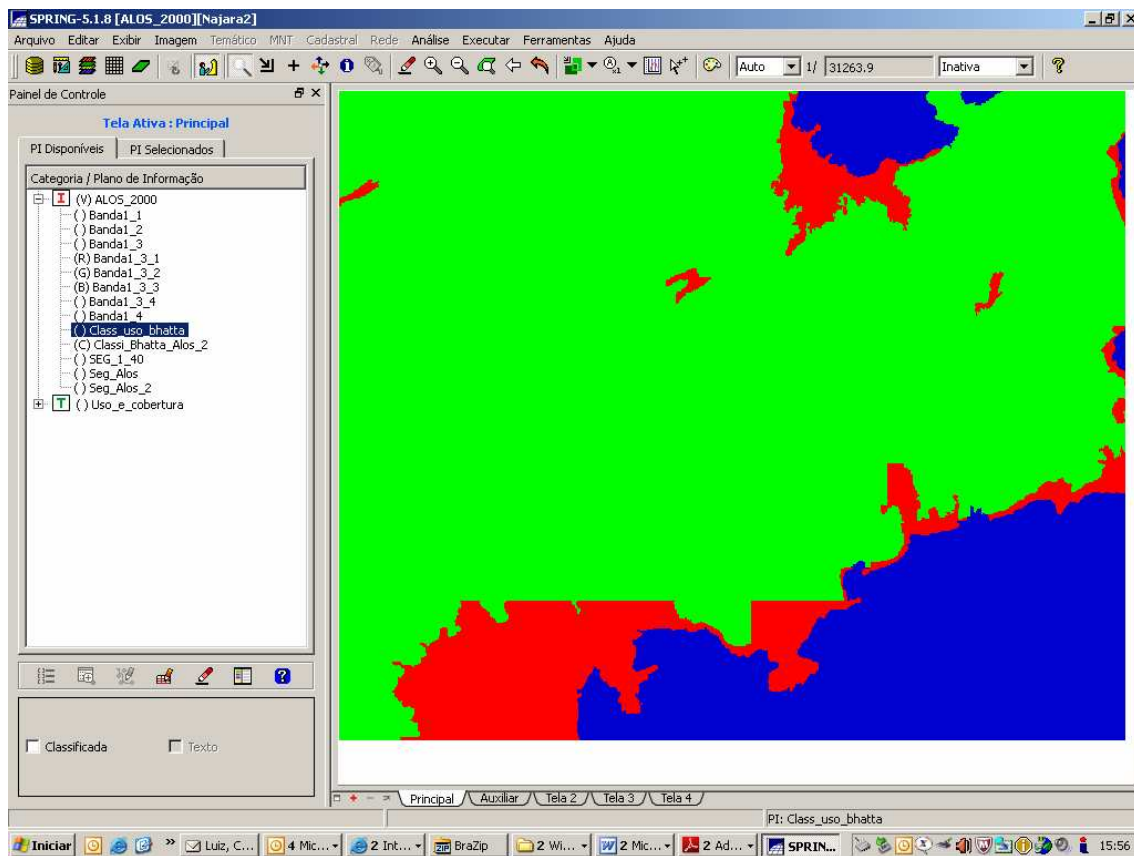 SPRING-5.1.8 [ALOS_2000][Najara2]
Arquivo Editar Exibir Imagem Temático MNT Cadastral Rede Análise Executar Ferramentas Ajuda
Auto 1/ 31263.9 Inativa
Painel de Controle
Tela Ativa : Principal
PI Disponíveis PI Selecionados
Categoria / Plano de Informação
(V) ALOS_2000
( ) Banda1_1
( ) Banda1_2
( ) Banda1_3
(R) Banda1_3_1
(G) Banda1_3_2
(B) Banda1_3_3
( ) Banda1_3_4
( ) Banda1_4
( ) Class_uso_bhatta
(C) Classi_Bhatta_Alos_2
( ) SEG_1_40
( ) Seg_Alos
( ) Seg_Alos_2
( ) Uso_e_cobertura
Classificada Texto
Principal Auxiliar Tela 2 Tela 3 Tela 4
PI: Class_uso_bhatta
Iniciar » Luiz, C... 4 Mic... 2 Int... BraZip 2 Wi... 2 Mic... 2 Ad... SPRIN... 15:56